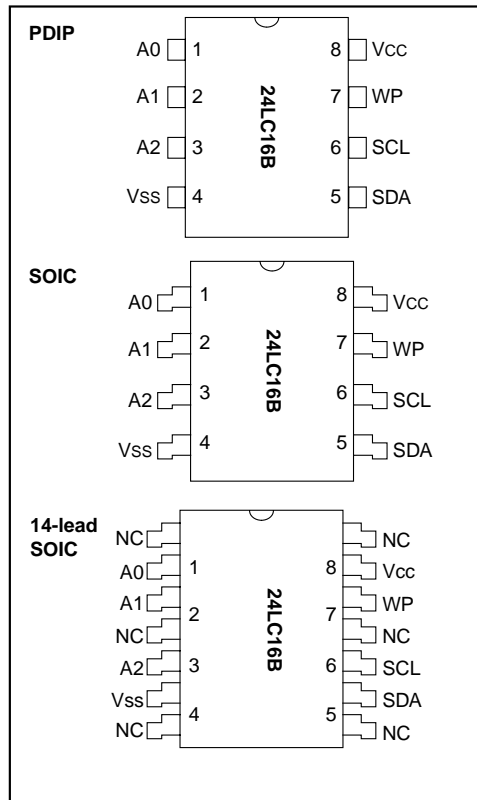 PDIP
A0 1 8 VCC
A1 2 7 WP
A2 3 6 SCL
VSS 4 5 SDA
24LC16B
SOIC
A0 1 8 VCC
A1 2 7 WP
A2 3 6 SCL
VSS 4 5 SDA
24LC16B
14-lead
SOIC
NC NC
A0 1 8 Vcc
A1 WP
2 7
NC NC
A2 3 6 SCL
Vss SDA
4 5
NC NC
24LC16B